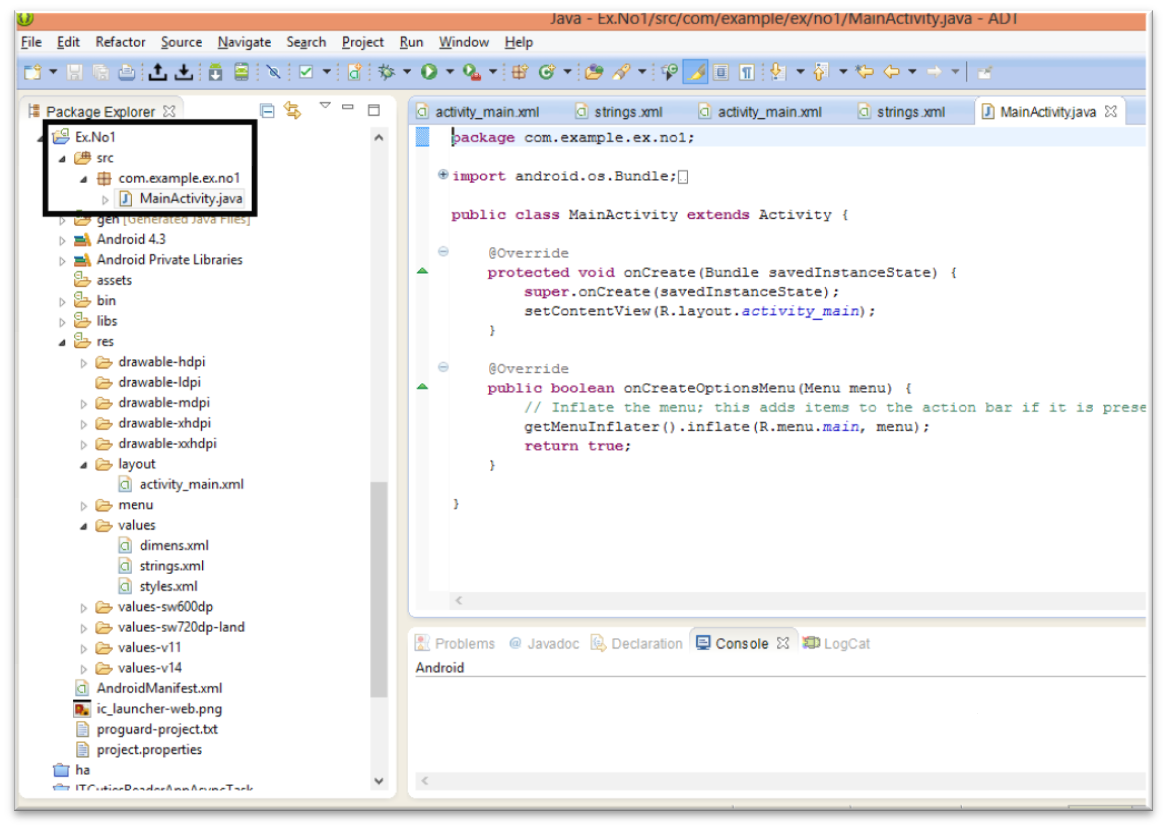 Java - Ex.No1/src/com/example/ex/no1/MainActivity.java - ADT
File Edit Refactor Source Navigate Search Project Run Window Help
Package Explorer
Ex.No1
src
com.example.ex.no1
MainActivity.java
gen [Generated Java Files]
Android 4.3
Android Private Libraries
assets
bin
libs
res
drawable-hdpi
drawable-ldpi
drawable-mdpi
drawable-xhdpi
drawable-xxhdpi
layout
activity_main.xml
menu
values
dimens.xml
strings.xml
styles.xml
values-sw600dp
values-sw720dp-land
values-v11
values-v14
AndroidManifest.xml
ic_launcher-web.png
proguard-project.txt
project.properties
ha
ITCutiesReaderAppAsyncTask
activity_main.xml strings.xml activity_main.xml strings.xml MainActivity.java
package com.example.ex.no1;
import android.os.Bundle;
public class MainActivity extends Activity {
@Override
protected void onCreate(Bundle savedInstanceState) {
super.onCreate(savedInstanceState);
setContentView(R.layout.activity_main);
}
@Override
public boolean onCreateOptionsMenu(Menu menu) {
// Inflate the menu; this adds items to the action bar if it is prese
getMenuInflater().inflate(R.menu.main, menu);
return true;
}
}
Problems @ Javadoc Declaration Console LogCat
Android